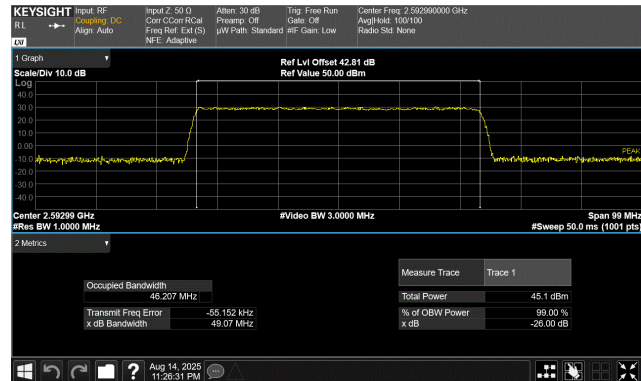 KEYSIGHT Input: RF Input Z: 50 Ω Atten: 30 dB Trig: Free Run Center Freq: 2.592990000 GHz
RL Coupling: DC Corr CCorr RCal Preamp: Off Gate: Off Avg|Hold: 100/100
Align: Auto Freq Ref: Ext (S) µW Path: Standard #IF Gain: Low Radio Std: None
LXI NFE: Adaptive
1 Graph
Scale/Div 10.0 dB Ref Lvl Offset 42.81 dB
Ref Value 50.00 dBm
Log
40.0
30.0
20.0
10.0
0.00
PEAK
-10.0
-20.0
-30.0
-40.0
Center 2.59299 GHz #Video BW 3.0000 MHz Span 99 MHz
#Res BW 1.0000 MHz #Sweep 50.0 ms (1001 pts)
2 Metrics
Measure Trace Trace 1
Occupied Bandwidth
46.207 MHz Total Power 45.1 dBm
Transmit Freq Error -55.152 kHz % of OBW Power 99.00 %
x dB Bandwidth 49.07 MHz x dB -26.00 dB
? Aug 14, 2025
11:26:31 PM